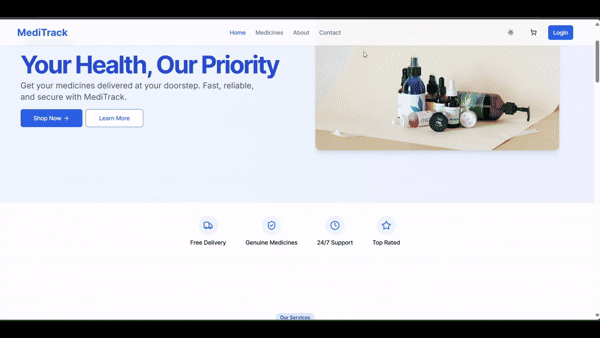 MediTrack
Home Medicines About Contact
Login
Your Health, Our Priority
Get your medicines delivered at your doorstep. Fast, reliable,
and secure with MediTrack.
Shop Now → Learn More
Free Delivery Genuine Medicines 24/7 Support Top Rated
Our Services